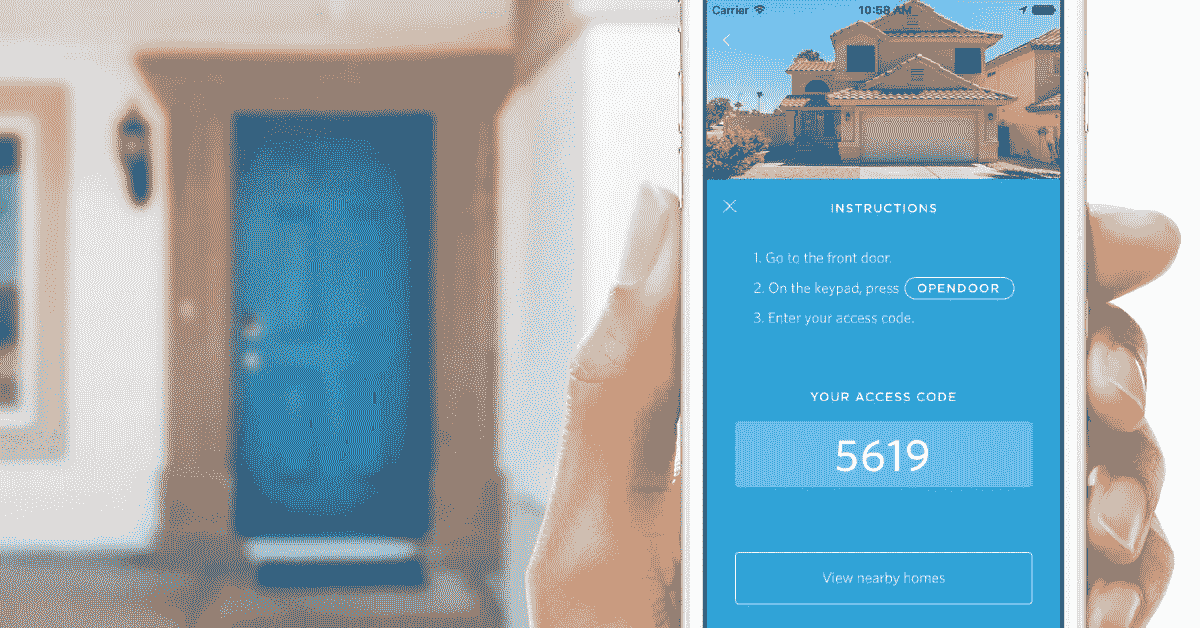 Carrier 10:58 AM
INSTRUCTIONS
1. Go to the front door.
2. On the keypad, press OPENDOOR
3. Enter your access code.
YOUR ACCESS CODE
5619
View nearby homes